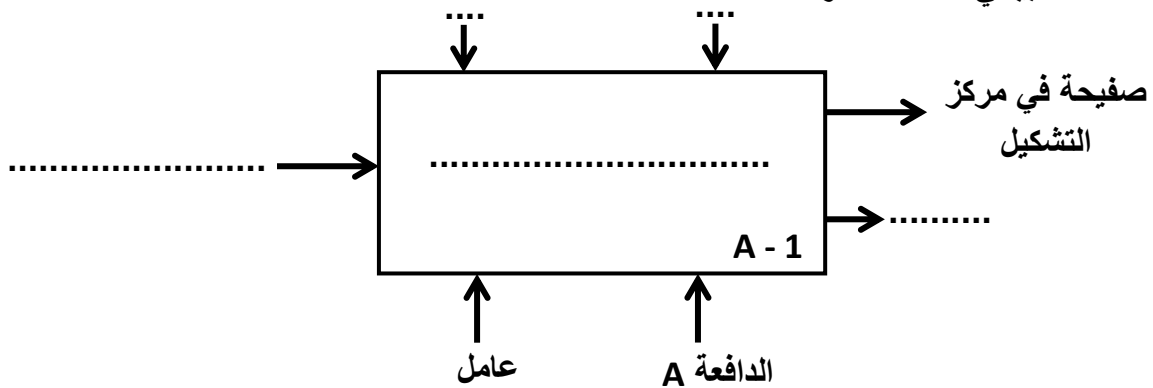 .... ....
صفيحة في مركز
التشكيل
........................ ................................
..........
A - 1
عامل الدافعة A